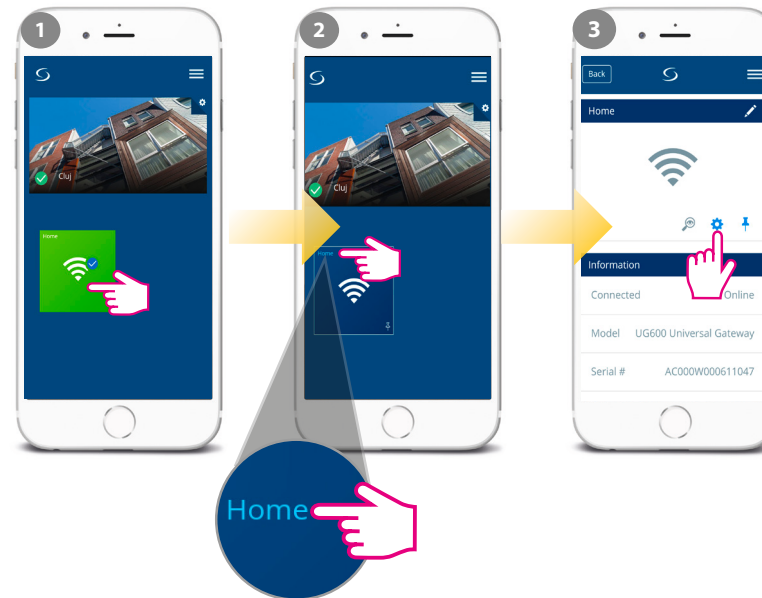 1
Cluj
Home
2
Cluj
Home
Home
3
Back
Home
Information
Connected Online
Model UG600 Universal Gateway
Serial # AC000W000611047